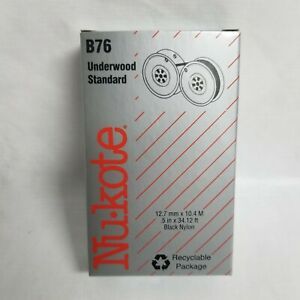 B76
Underwood
Standard
Nu-kote®
12.7 mm x 10.4 M
.5 in x 34.12 ft
Black Nylon
Recyclable
Package